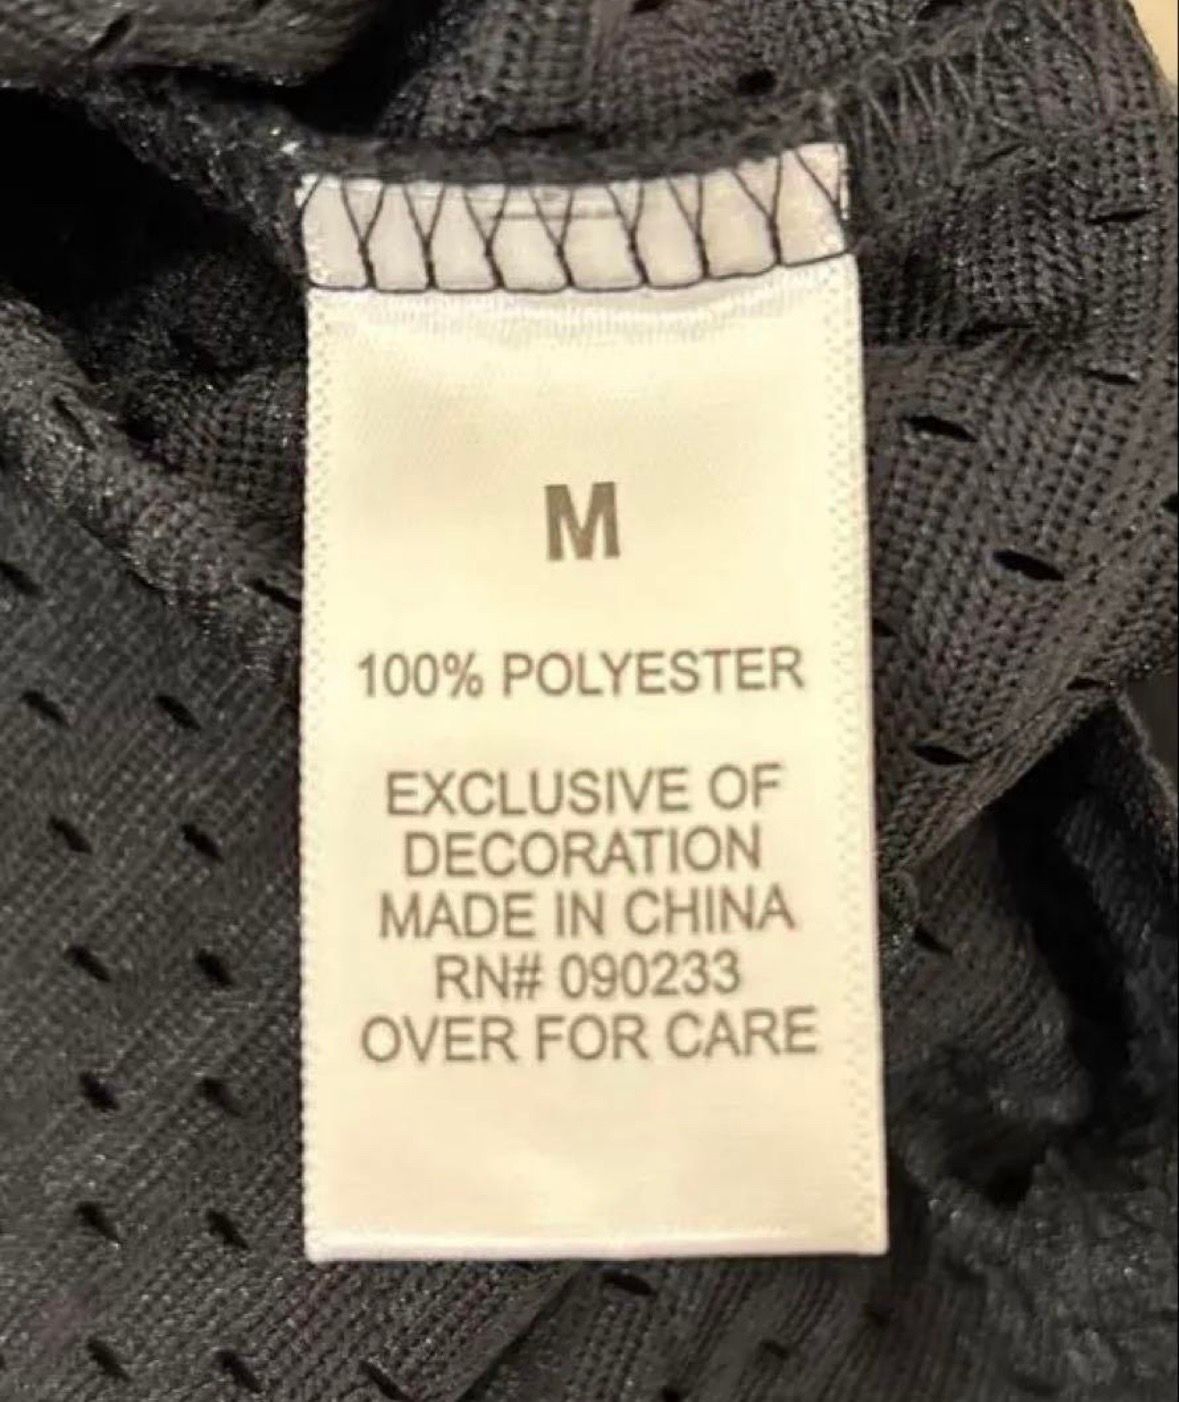 M
100% POLYESTER
EXCLUSIVE OF
DECORATION
MADE IN CHINA
RN# 090233
OVER FOR CARE